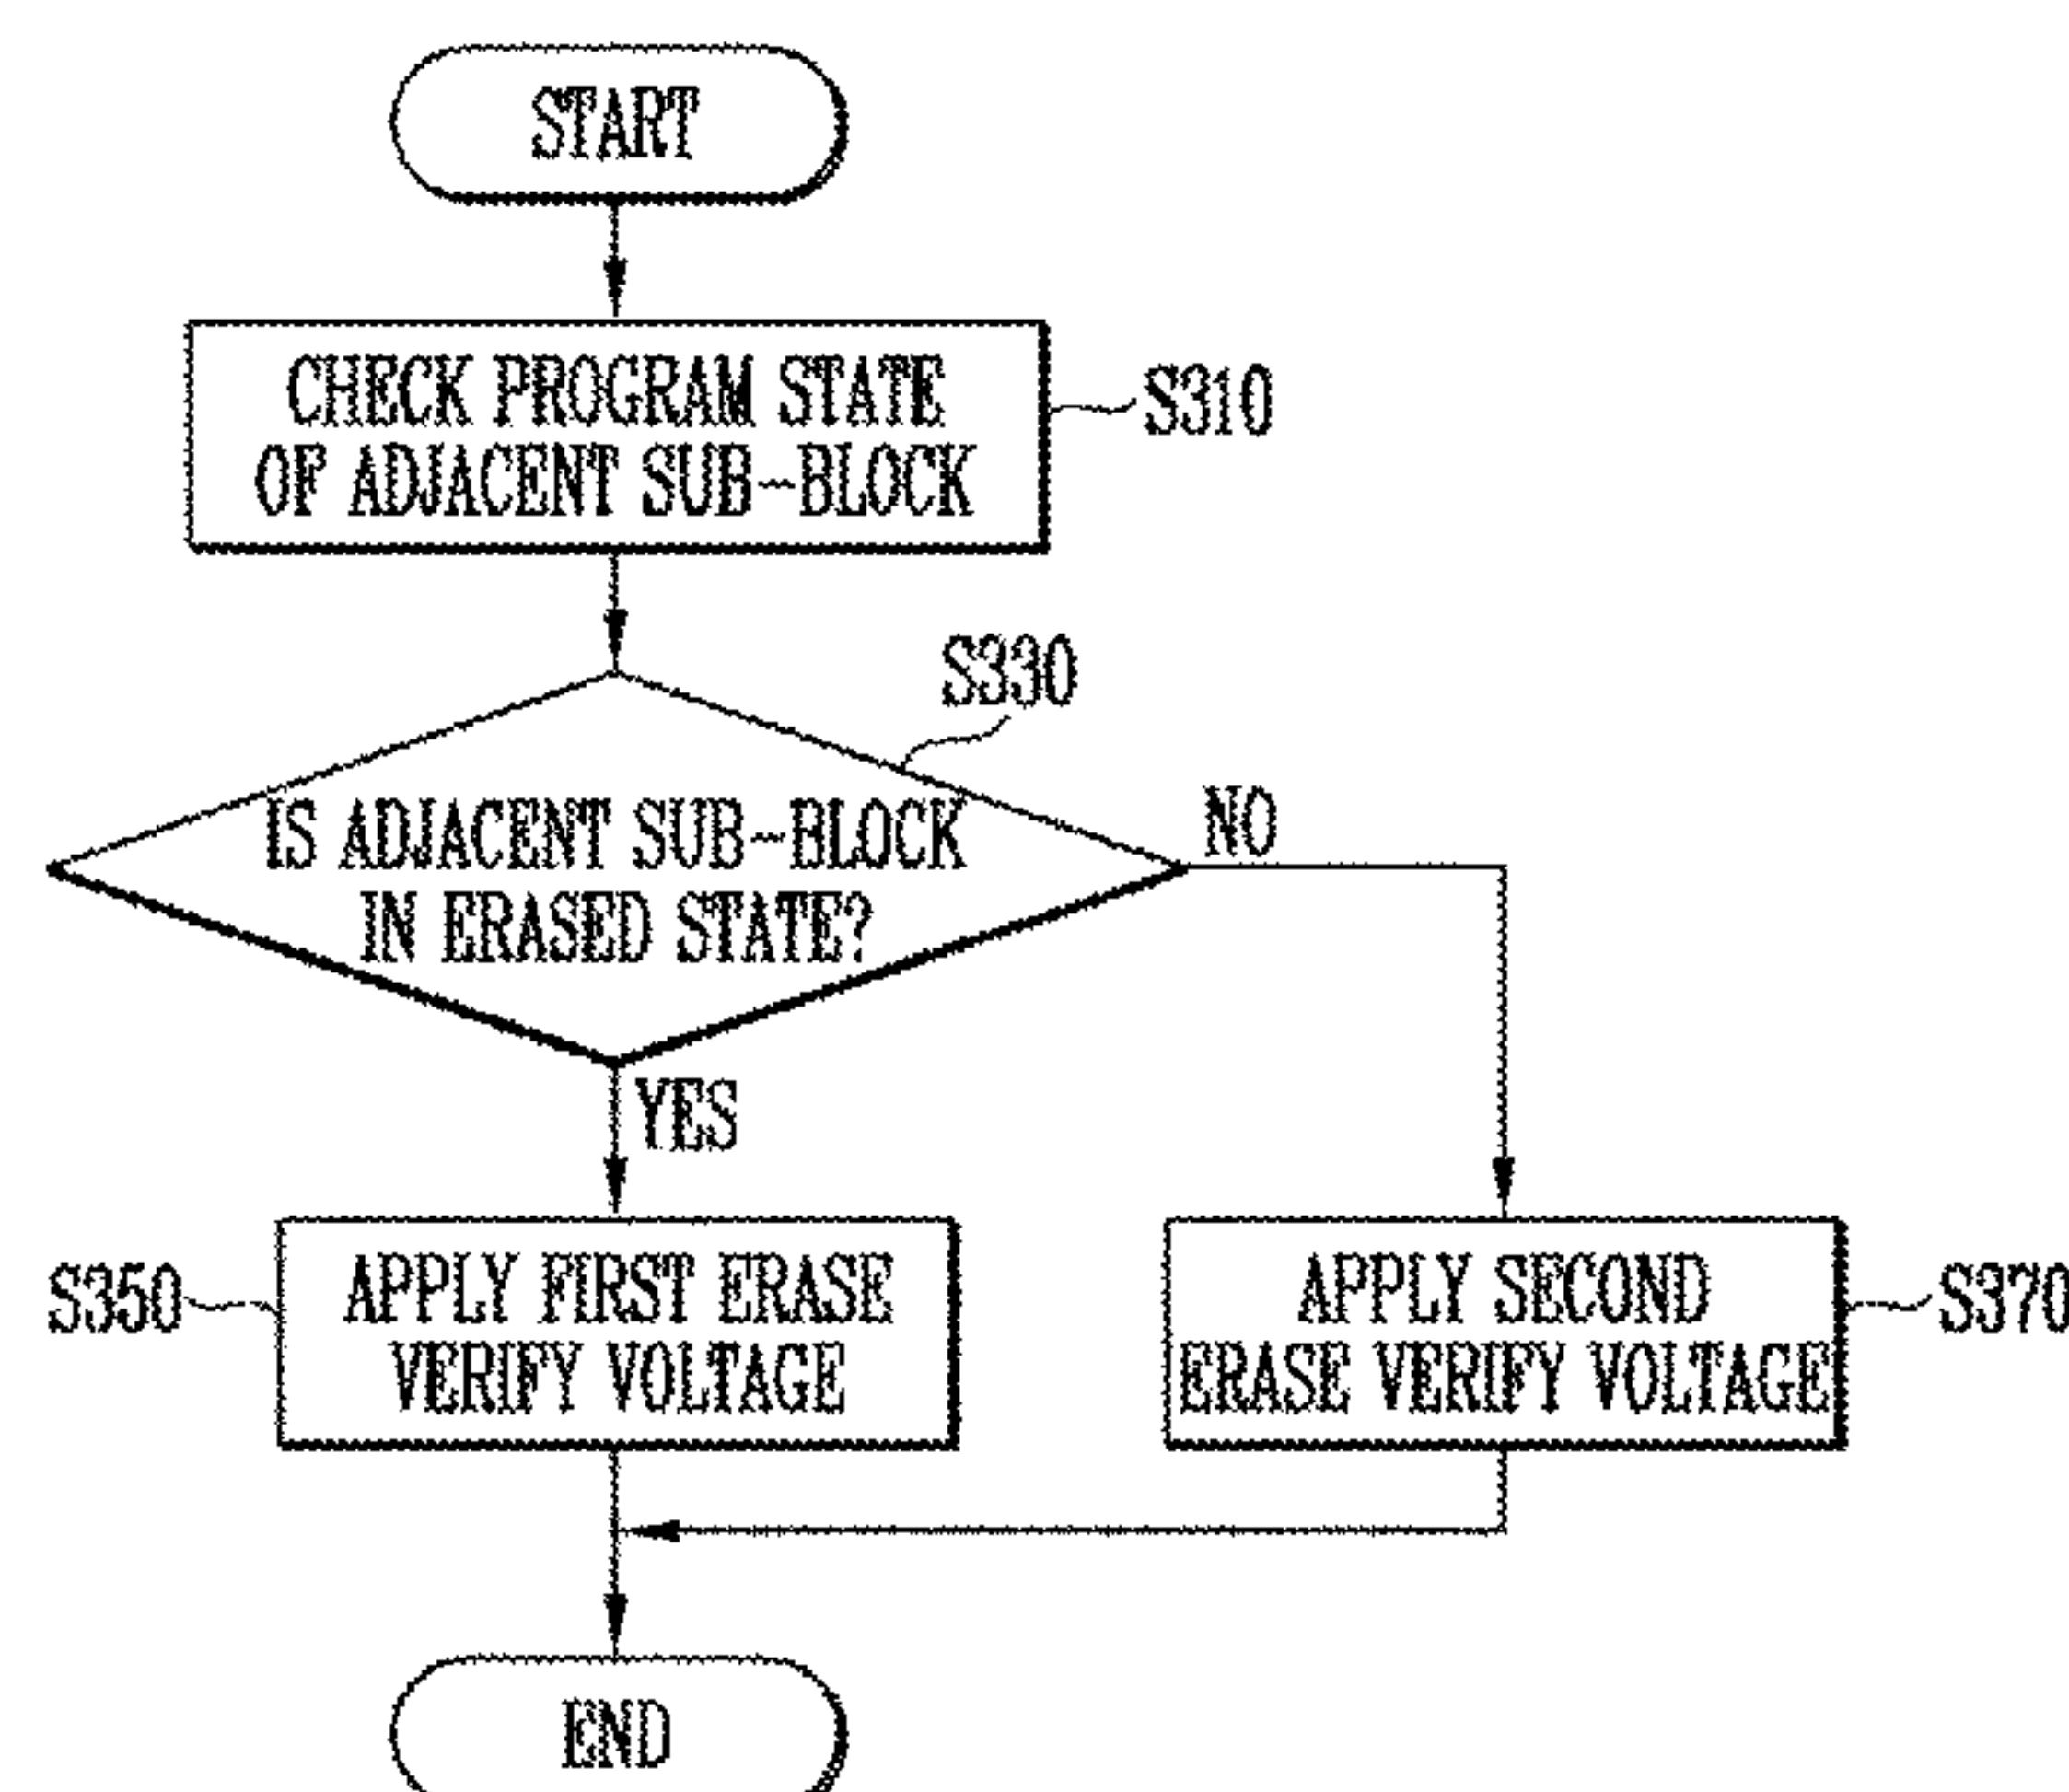 START
CHECK PROGRAM STATE
OF ADJACENT SUB-BLOCK
S310
S330
IS ADJACENT SUB-BLOCK
IN ERASED STATE?
NO
YES
S350
APPLY FIRST ERASE
VERIFY VOLTAGE
APPLY SECOND
ERASE VERIFY VOLTAGE
S370
END